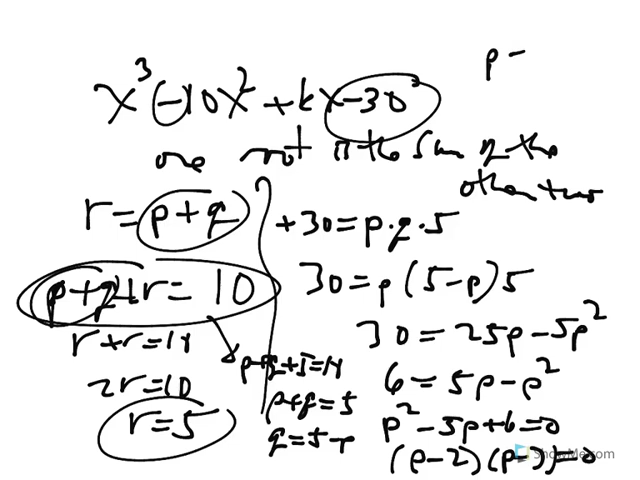 p -
x³ -10x² + kx -30
one root is the sum of the
other two
r = p + q
p + q + r = 10
r + r = 10
2r = 10
r = 5
+30 = p . q . 5
30 = p (5 - p) 5
30 = 25p - 5p²
6 = 5p - p²
p² - 5p + 6 = 0
(p - 2) (p - 3) = 0
p + q + 5 = 10
p + q = 5
q = 5 - p
ShowMe.com